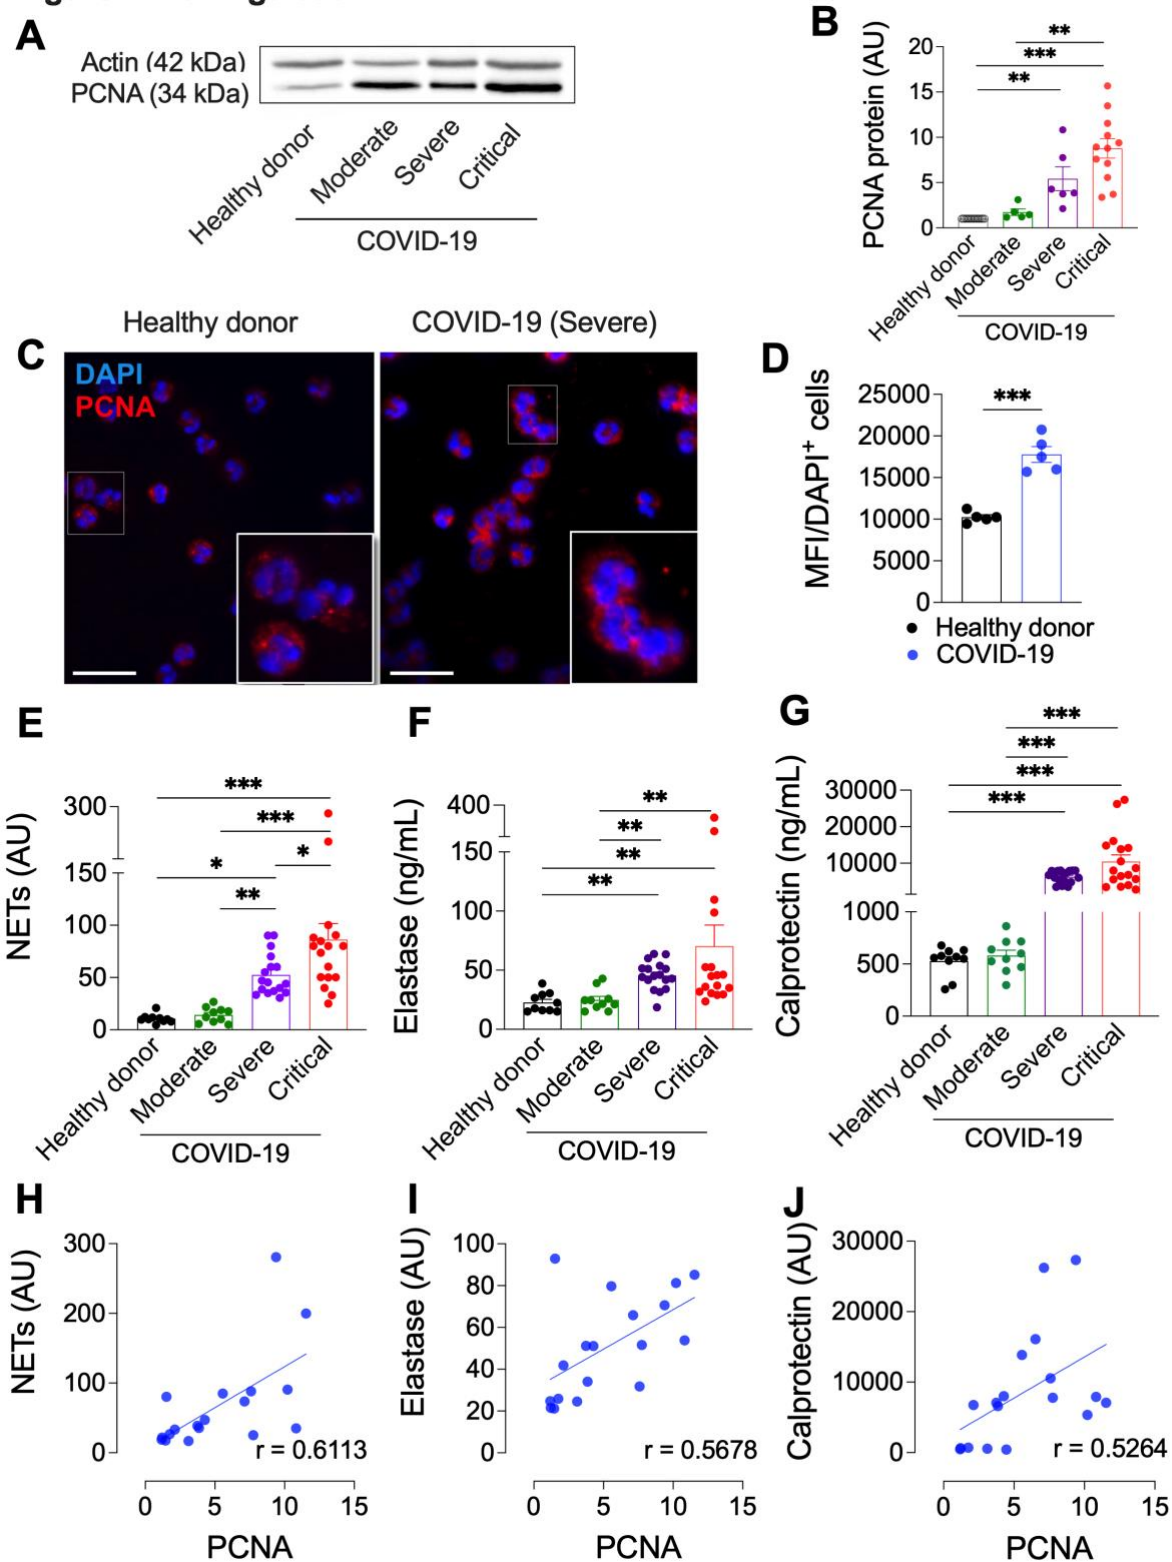 A
Actin (42 kDa)
PCNA (34 kDa)
Healthy donor
Moderate
Severe
Critical
COVID-19
B
PCNA protein (AU)
20
15
10
5
0
**
***
**
Healthy donor
Moderate
Severe
Critical
COVID-19
C
Healthy donor
COVID-19 (Severe)
DAPI
PCNA
D
MFI/DAPI+ cells
25000
20000
15000
10000
5000
0
***
Healthy donor
COVID-19
E
NETs (AU)
300
150
100
50
0
***
***
*
*
**
Healthy donor
Moderate
Severe
Critical
COVID-19
F
Elastase (ng/mL)
400
150
100
50
0
**
**
**
**
Healthy donor
Moderate
Severe
Critical
COVID-19
G
Calprotectin (ng/mL)
30000
20000
10000
1000
500
0
***
***
***
***
Healthy donor
Moderate
Severe
Critical
COVID-19
H
NETs (AU)
300
200
100
0
r = 0.6113
0 5 10 15
PCNA
I
Elastase (AU)
100
80
60
40
20
0
r = 0.5678
0 5 10 15
PCNA
J
Calprotectin (AU)
30000
20000
10000
0
r = 0.5264
0 5 10 15
PCNA